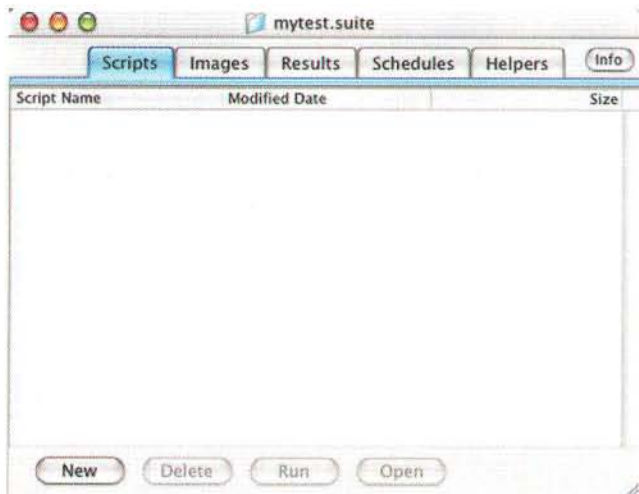 mytest.suite
Scripts Images Results Schedules Helpers Info
Script Name Modified Date Size
New Delete Run Open